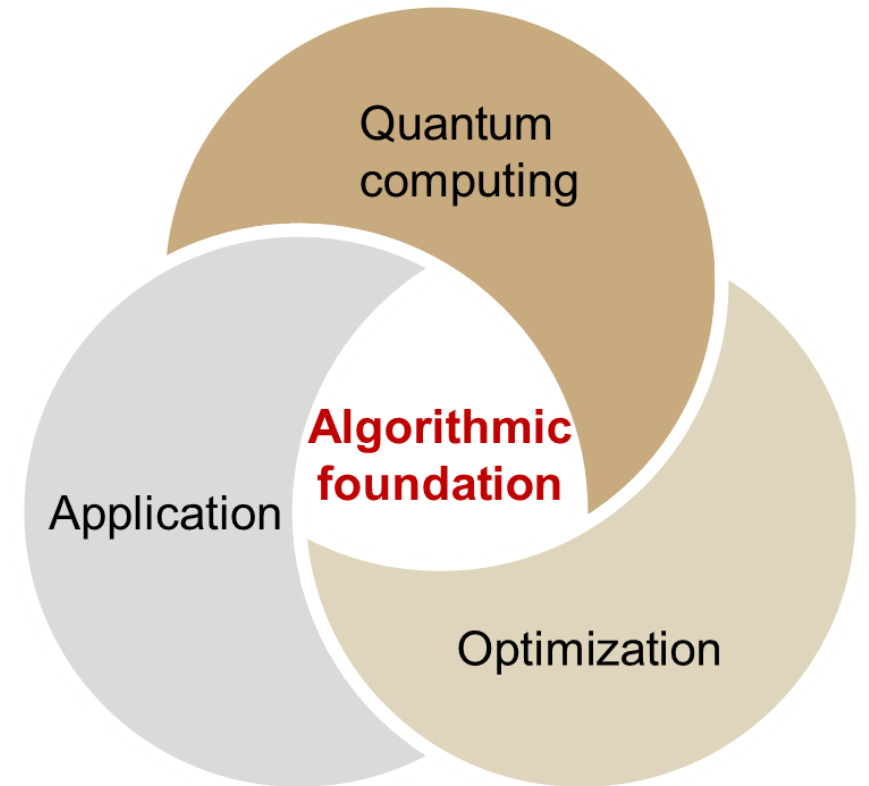 Quantum
computing
Algorithmic
foundation
Application
Optimization